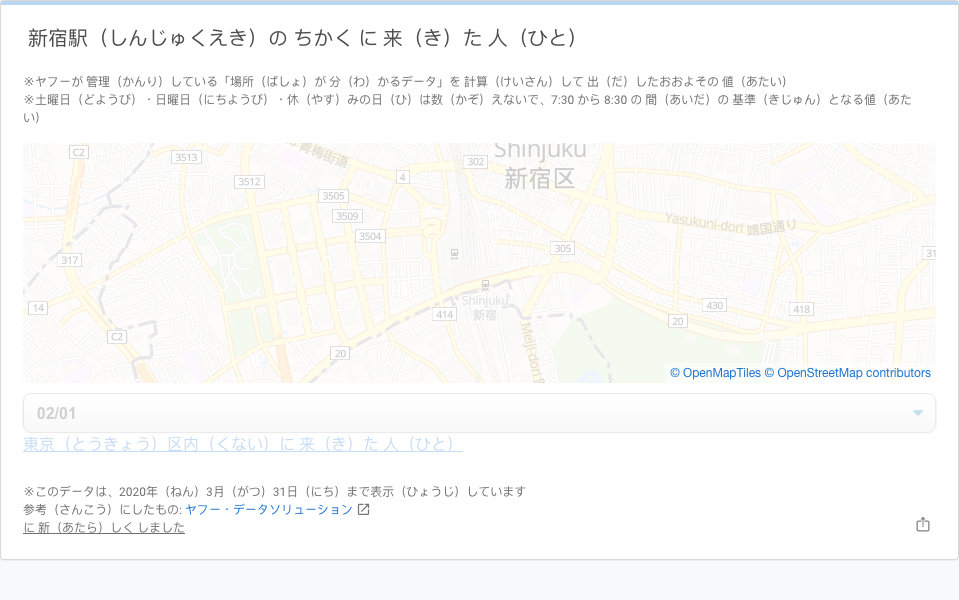 新宿駅（しんじゅくえき）の ちかく に 来（き）た 人（ひと）
※ヤフーが 管理（かんり）している「場所（ばしょ）が 分（わ）かるデータ」を 計算（けいさん）して 出（だ）したおおよその 値（あたい）
※土曜日（どようび）・日曜日（にちようび）・休（やす）みの日（ひ）は数（かぞ）えないで、7:30 から 8:30 の 間（あいだ）の 基準（きじゅん）となる値（あた
い）
C2
3513
青梅街道
302
Shinjuku
新宿区
3512
4
3505
3509
3504
Yasukuni-dori 靖国通り
317
305
31
14
Shinjuku
新宿
414
430
418
20
C2
20
Meiji-dori
© OpenMapTiles © OpenStreetMap contributors
02/01
東京（とうきょう）区内（くない）に 来（き）た 人（ひと）
※このデータは、2020年（ねん）3月（がつ）31日（にち）まで表示（ひょうじ）しています
参考（さんこう）にしたもの: ヤフー・データソリューション
に 新（あたら）しく しました